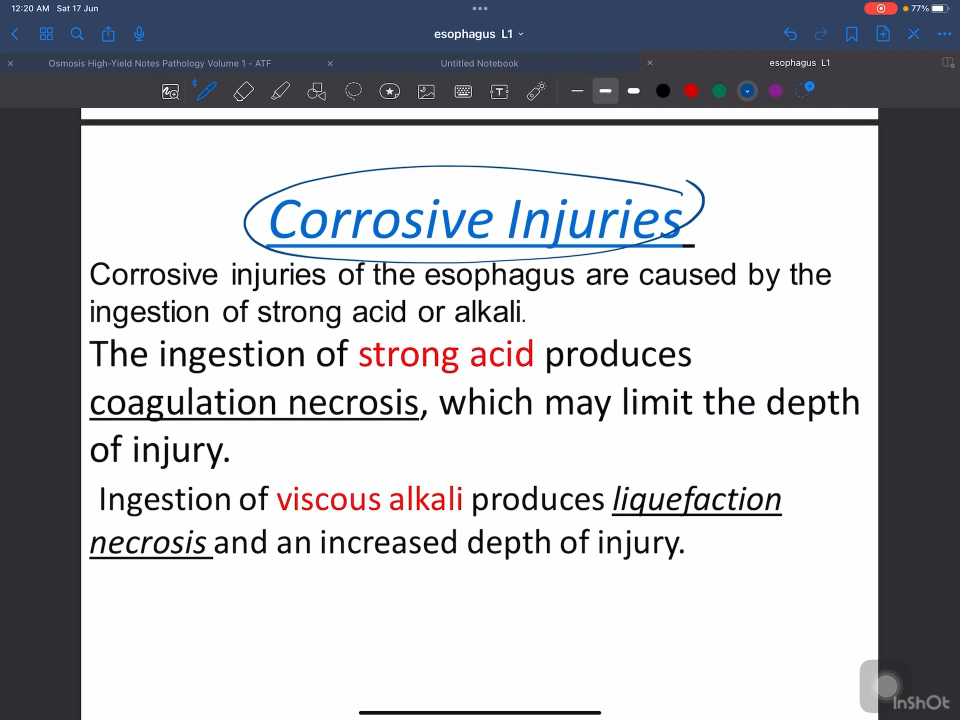 12:20 AM Sat 17 Jun
77%
esophagus L1
Osmosis High-Yield Notes Pathology Volume 1 - ATF
Untitled Notebook
esophagus L1
Corrosive Injuries
Corrosive injuries of the esophagus are caused by the
ingestion of strong acid or alkali.
The ingestion of strong acid produces
coagulation necrosis, which may limit the depth
of injury.
Ingestion of viscous alkali produces liquefaction
necrosis and an increased depth of injury.
InShOt